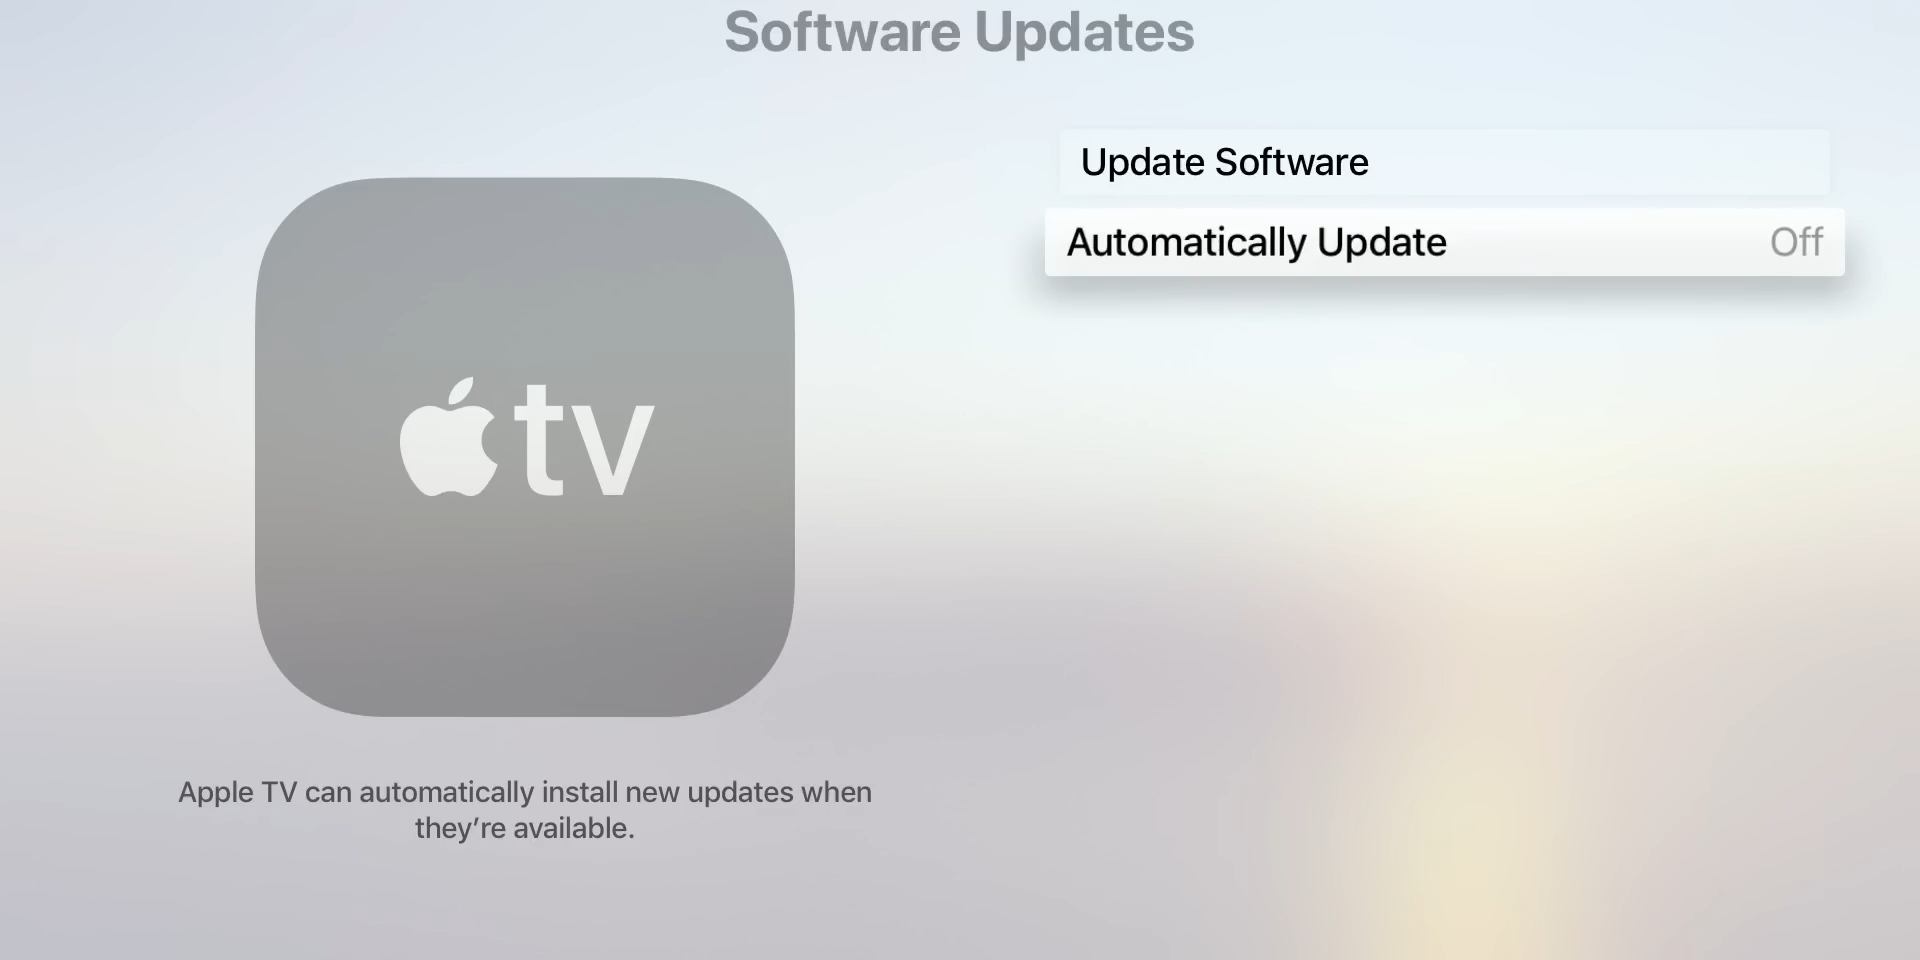 Software Updates
Update Software
Automatically Update Off
tv
Apple TV can automatically install new updates when
they’re available.